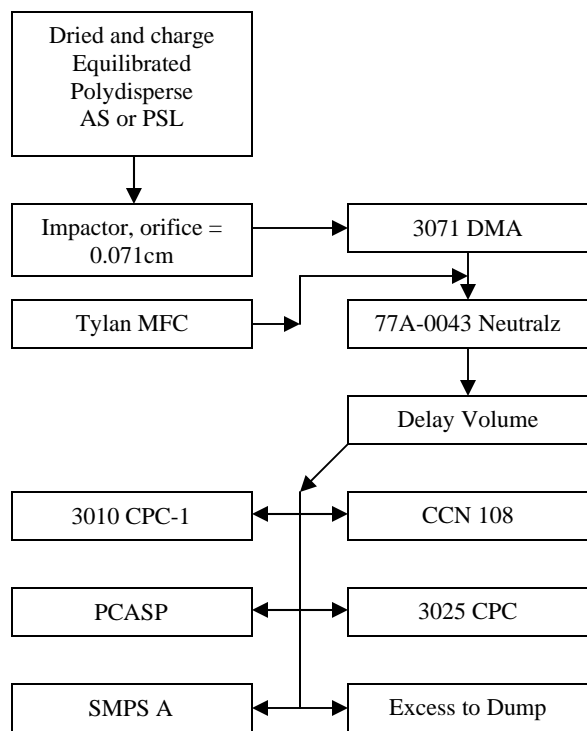 Dried and charge
Equilibrated
Polydisperse
AS or PSL
Impactor, orifice =
0.071cm
3071 DMA
Tylan MFC
77A-0043 Neutralz
Delay Volume
3010 CPC-1
CCN 108
PCASP
3025 CPC
SMPS A
Excess to Dump